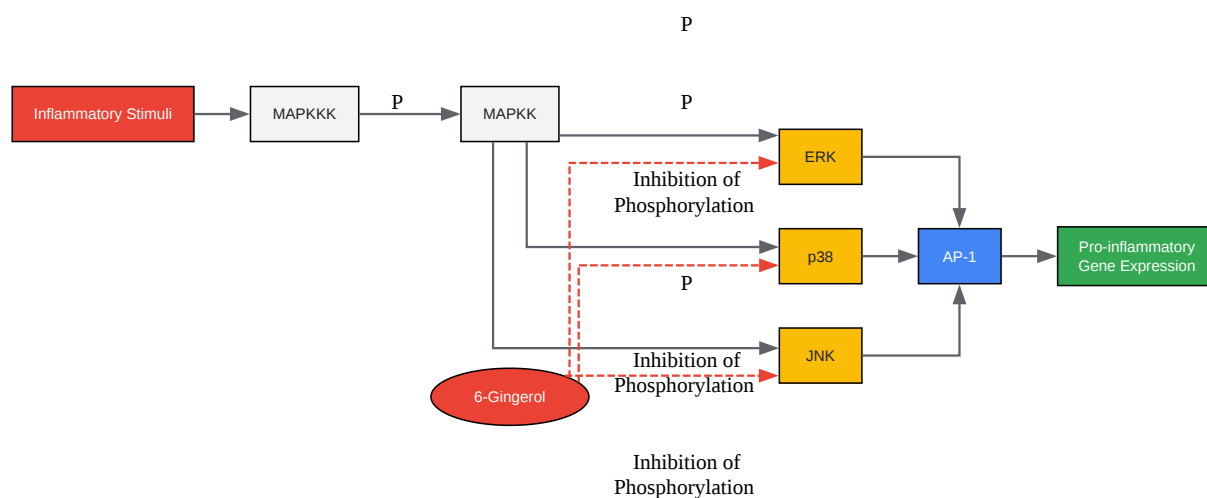 P
Inflammatory Stimuli
MAPKKK
P
MAPKK
P
ERK
Inhibition of
Phosphorylation
p38
AP-1
Pro-inflammatory
Gene Expression
P
JNK
Inhibition of
Phosphorylation
6-Gingerol
Inhibition of
Phosphorylation